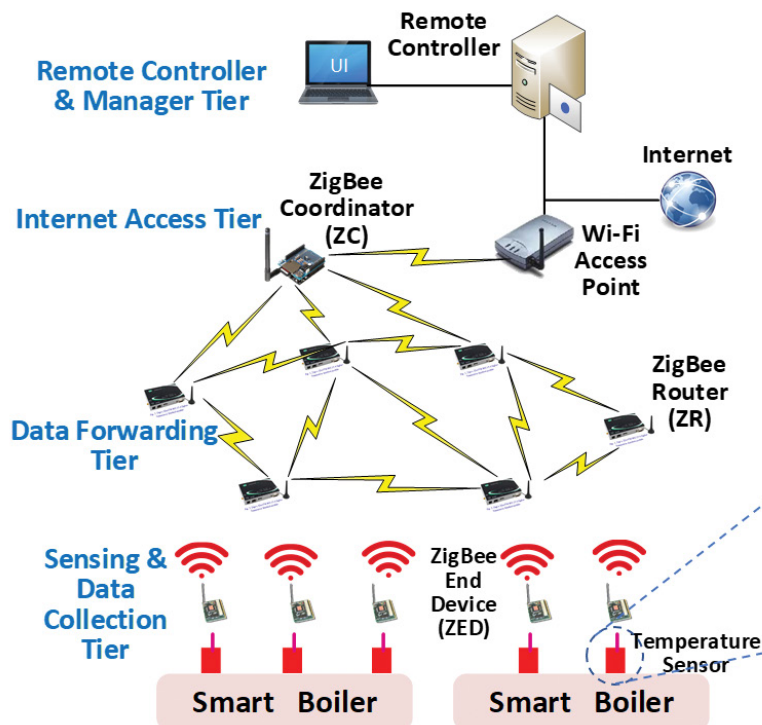 Remote
Controller
UI
Remote Controller
& Manager Tier
Internet
ZigBee
Coordinator
(ZC)
Internet Access Tier
Wi-Fi
Access
Point
ZigBee
Router
(ZR)
Data Forwarding
Tier
Sensing &
Data
Collection
Tier
ZigBee
End
Device
(ZED)
Temperature
Sensor
Smart Boiler
Smart Boiler